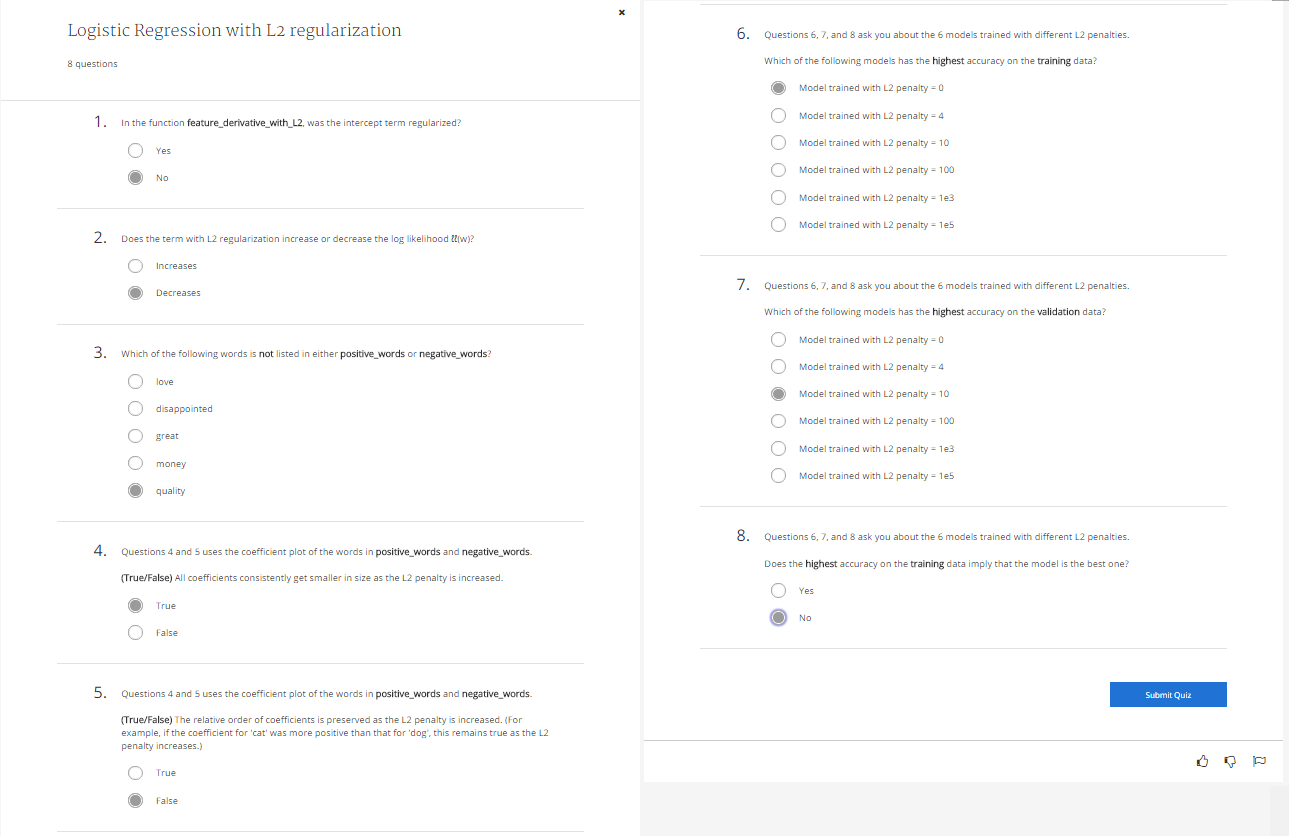 Logistic Regression with L2 regularization
8 questions
1. In the function feature_derivative_with_L2, was the intercept term regularized?
Yes
No
2. Does the term with L2 regularization increase or decrease the log likelihood ℓℓ(w)?
Increases
Decreases
3. Which of the following words is not listed in either positive_words or negative_words?
love
disappointed
great
money
quality
4. Questions 4 and 5 uses the coefficient plot of the words in positive_words and negative_words.
(True/False) All coefficients consistently get smaller in size as the L2 penalty is increased.
True
False
5. Questions 4 and 5 uses the coefficient plot of the words in positive_words and negative_words.
(True/False) The relative order of coefficients is preserved as the L2 penalty is increased. (For
example, if the coefficient for 'cat' was more positive than that for 'dog', this remains true as the L2
penalty increases.)
True
False
6. Questions 6, 7, and 8 ask you about the 6 models trained with different L2 penalties.
Which of the following models has the highest accuracy on the training data?
Model trained with L2 penalty = 0
Model trained with L2 penalty = 4
Model trained with L2 penalty = 10
Model trained with L2 penalty = 100
Model trained with L2 penalty = 1e3
Model trained with L2 penalty = 1e5
7. Questions 6, 7, and 8 ask you about the 6 models trained with different L2 penalties.
Which of the following models has the highest accuracy on the validation data?
Model trained with L2 penalty = 0
Model trained with L2 penalty = 4
Model trained with L2 penalty = 10
Model trained with L2 penalty = 100
Model trained with L2 penalty = 1e3
Model trained with L2 penalty = 1e5
8. Questions 6, 7, and 8 ask you about the 6 models trained with different L2 penalties.
Does the highest accuracy on the training data imply that the model is the best one?
Yes
No
Submit Quiz